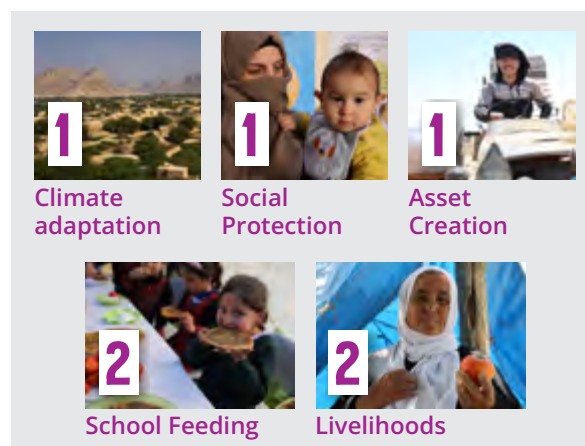 1
Climate
adaptation
1
Social
Protection
1
Asset
Creation
2
School Feeding
2
Livelihoods